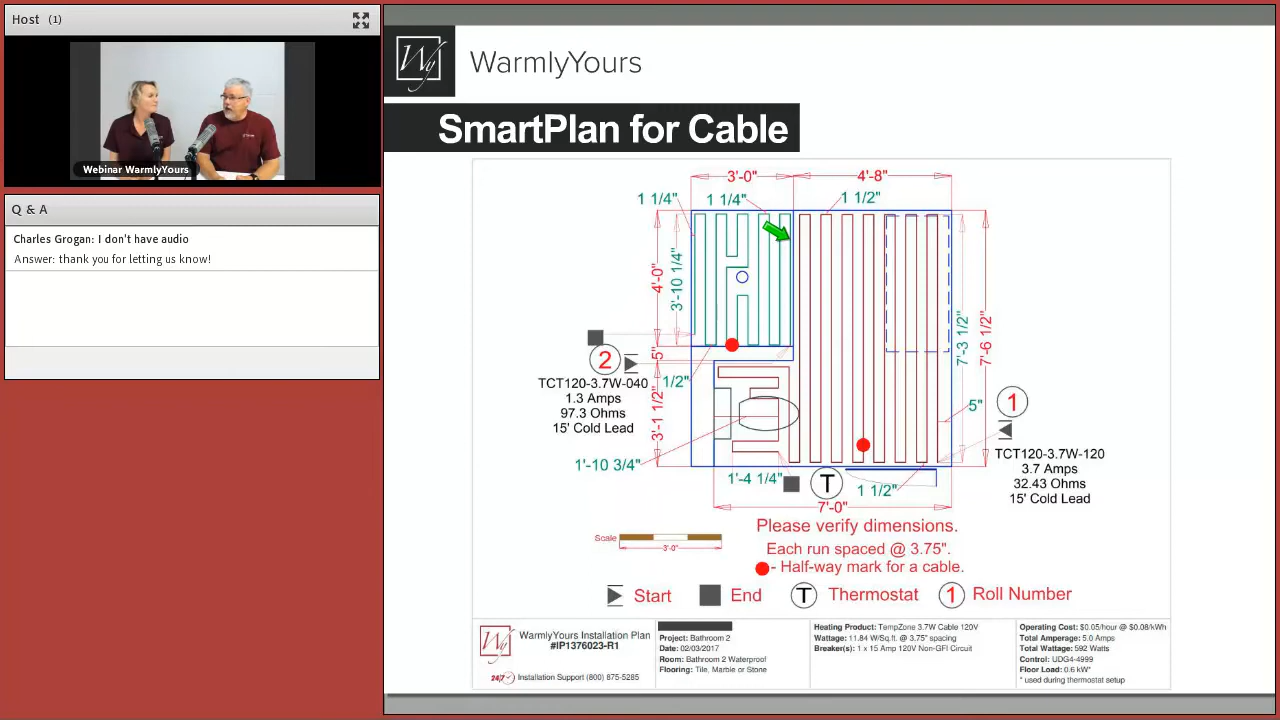 Host (1)
Webinar WarmlyYours
Q & A
Charles Grogan: I don't have audio
Answer: thank you for letting us know!
Wy
WarmlyYours
SmartPlan for Cable
3'-0"
4'-8"
1 1/4"
1 1/4"
1 1/2"
4'-0"
3'-10 1/4"
7'-3 1/2"
7'-6 1/2"
5"
2
TCT120-3.7W-040
1.3 Amps
97.3 Ohms
15' Cold Lead
1/2"
3'-1 1/2"
5"
1
TCT120-3.7W-120
3.7 Amps
32.43 Ohms
15' Cold Lead
1'-10 3/4"
1'-4 1/4"
T
1 1/2"
7'-0"
Please verify dimensions.
Scale
3'-0"
Each run spaced @ 3.75".
- Half-way mark for a cable.
Start
End
T Thermostat
1 Roll Number
Wy
WarmlyYours Installation Plan
#IP1376023-R1
24/7 Installation Support (800) 875-5285
Project: Bathroom 2
Date: 02/03/2017
Room: Bathroom 2 Waterproof
Flooring: Tile, Marble or Stone
Heating Product: TempZone 3.7W Cable 120V
Wattage: 11.84 W/Sq.ft. @ 3.75" spacing
Breaker(s): 1 x 15 Amp 120V Non-GFI Circuit
Operating Cost: $0.05/hour @ $0.08/kWh
Total Amperage: 5.0 Amps
Total Wattage: 592 Watts
Control: UDG4-4999
Floor Load: 0.6 kW*
* used during thermostat setup